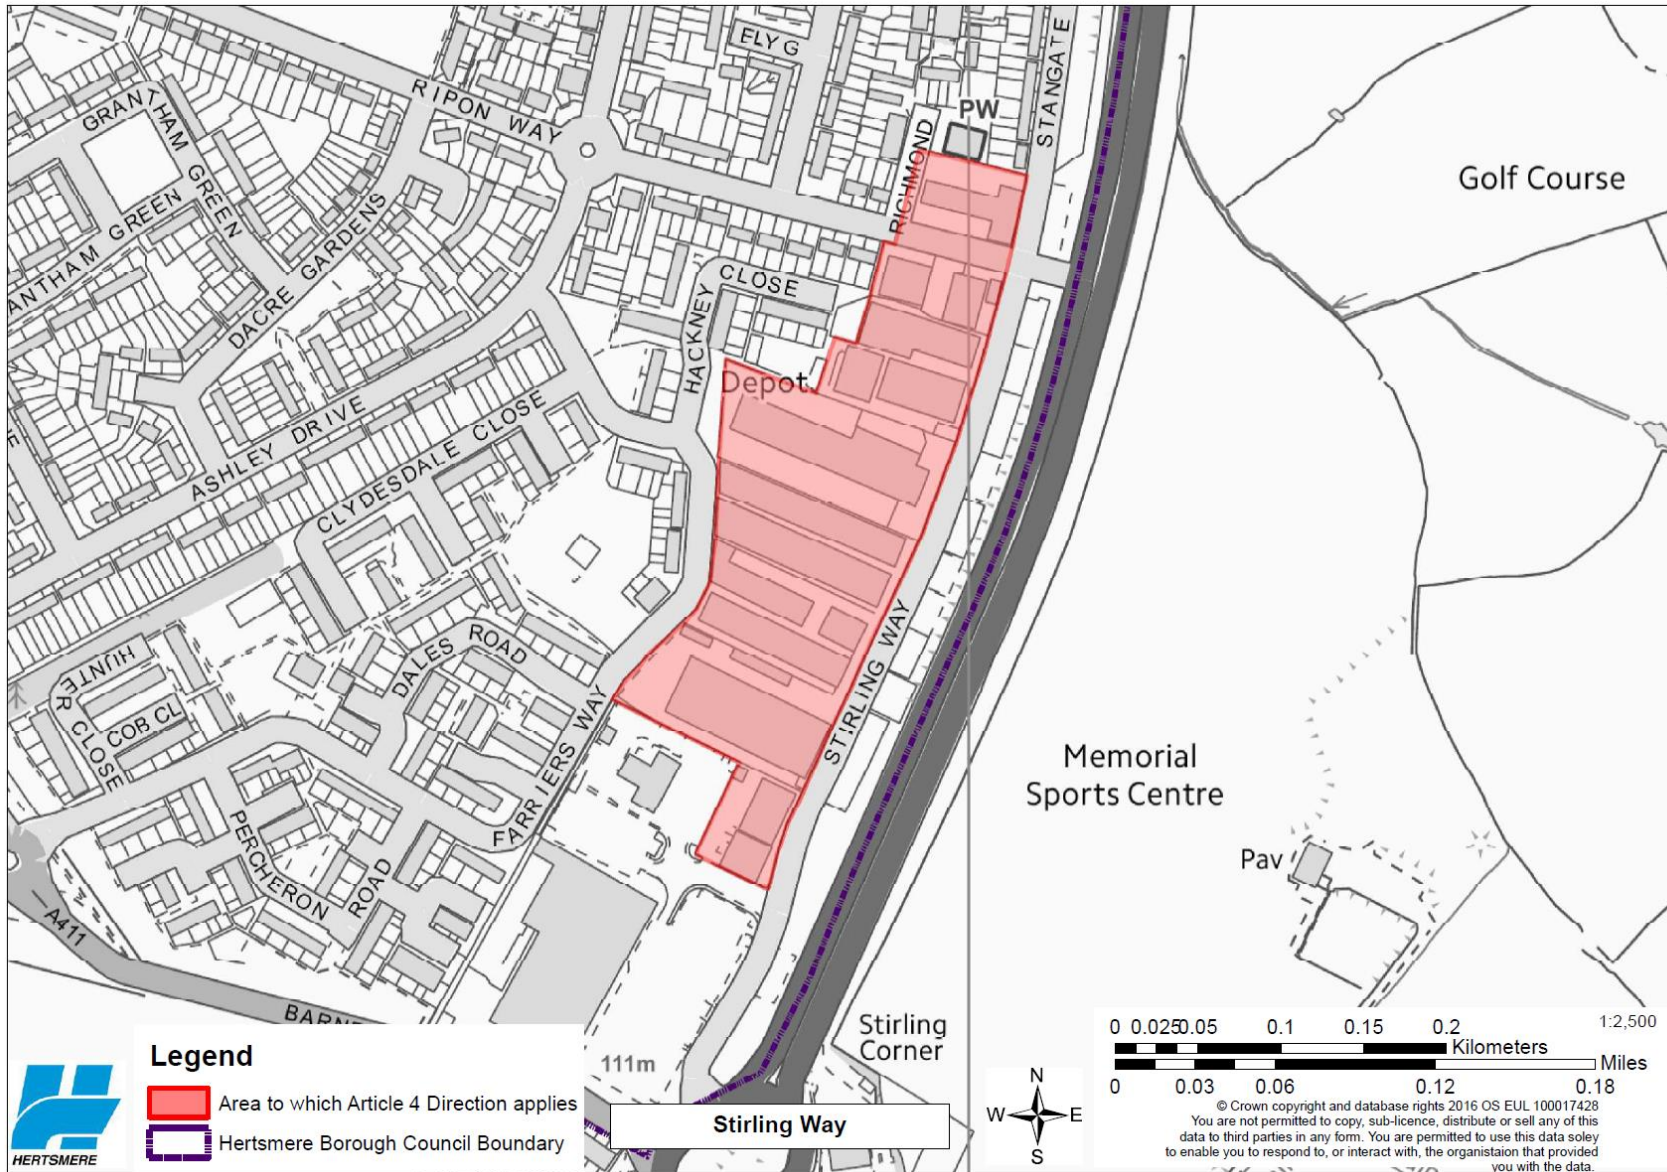 ELY G
STANGATE
RIPON WAY
PW
GRANTHAM GREEN
RICHMOND
Golf Course
ANTHAM GREEN
DACRE GARDENS
CLOSE
HACKNEY
Depot
ASHLEY DRIVE
CLYDESDALE CLOSE
STIRLING WAY
DALES ROAD
HUNTE
R CLOSE
COB CL
FARRIERS WAY
Memorial
Sports Centre
PERCHERON
ROAD
Pav
A411
BARNE
Stirling
Corner
111m
Legend
Area to which Article 4 Direction applies
Hertsmere Borough Council Boundary
HERTSMERE
Stirling Way
N
W E
S
0 0.025 0.05 0.1 0.15 0.2
Kilometers
1:2,500
Miles
0 0.03 0.06 0.12 0.18
© Crown copyright and database rights 2016 OS EUL 100017428
You are not permitted to copy, sub-licence, distribute or sell any of this
data to third parties in any form. You are permitted to use this data soley
to enable you to respond to, or interact with, the organistaion that provided
you with the data.